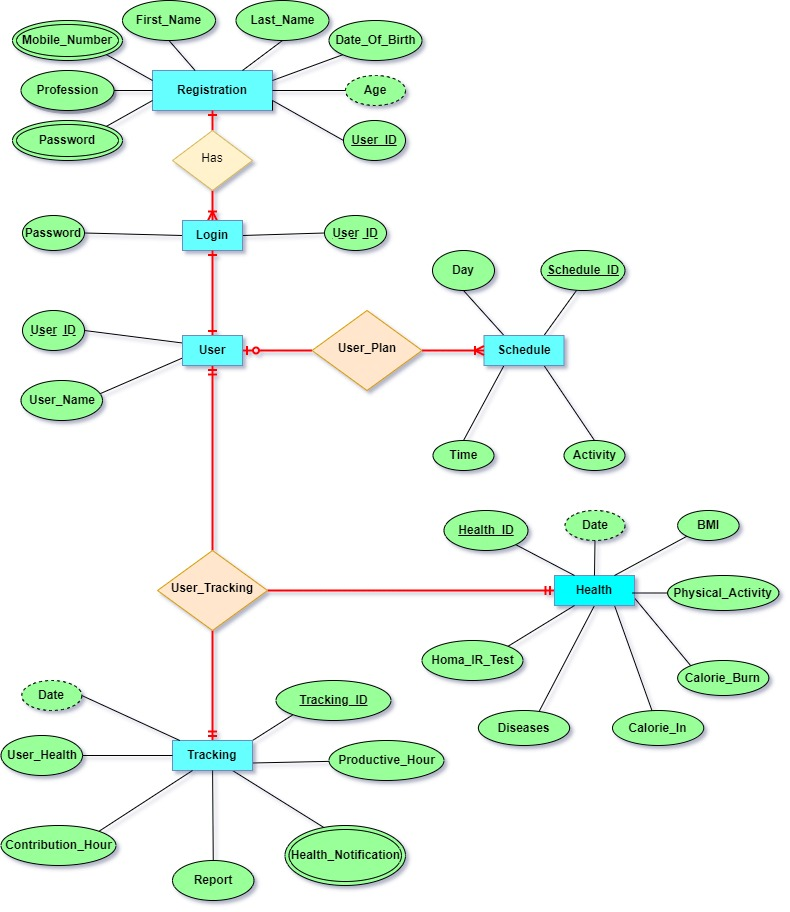 First_Name
Last_Name
Mobile_Number
Date_Of_Birth
Profession
Registration
Age
Password
User_ID
Has
Password
Login
User_ID
Day
Schedule_ID
User_ID
User
User_Plan
Schedule
User_Name
Time
Activity
Health_ID
Date
BMI
User_Tracking
Health
Physical_Activity
Homa_IR_Test
Calorie_Burn
Date
Tracking_ID
Diseases
Calorie_In
User_Health
Tracking
Productive_Hour
Contribution_Hour
Health_Notification
Report